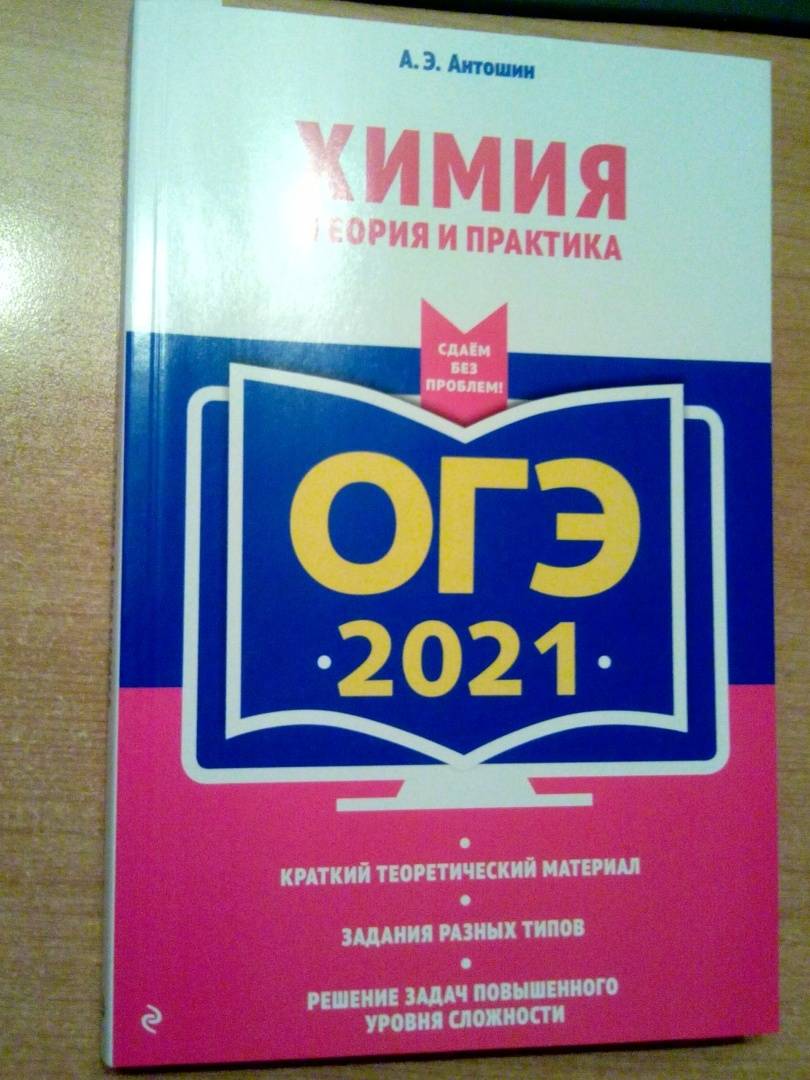 А. Э. Антошин
ХИМИЯ
ТЕОРИЯ И ПРАКТИКА
СДАЁМ
БЕЗ
ПРОБЛЕМ!
ОГЭ
·2021·
•
КРАТКИЙ ТЕОРЕТИЧЕСКИЙ МАТЕРИАЛ
•
ЗАДАНИЯ РАЗНЫХ ТИПОВ
•
РЕШЕНИЕ ЗАДАЧ ПОВЫШЕННОГО
УРОВНЯ СЛОЖНОСТИ